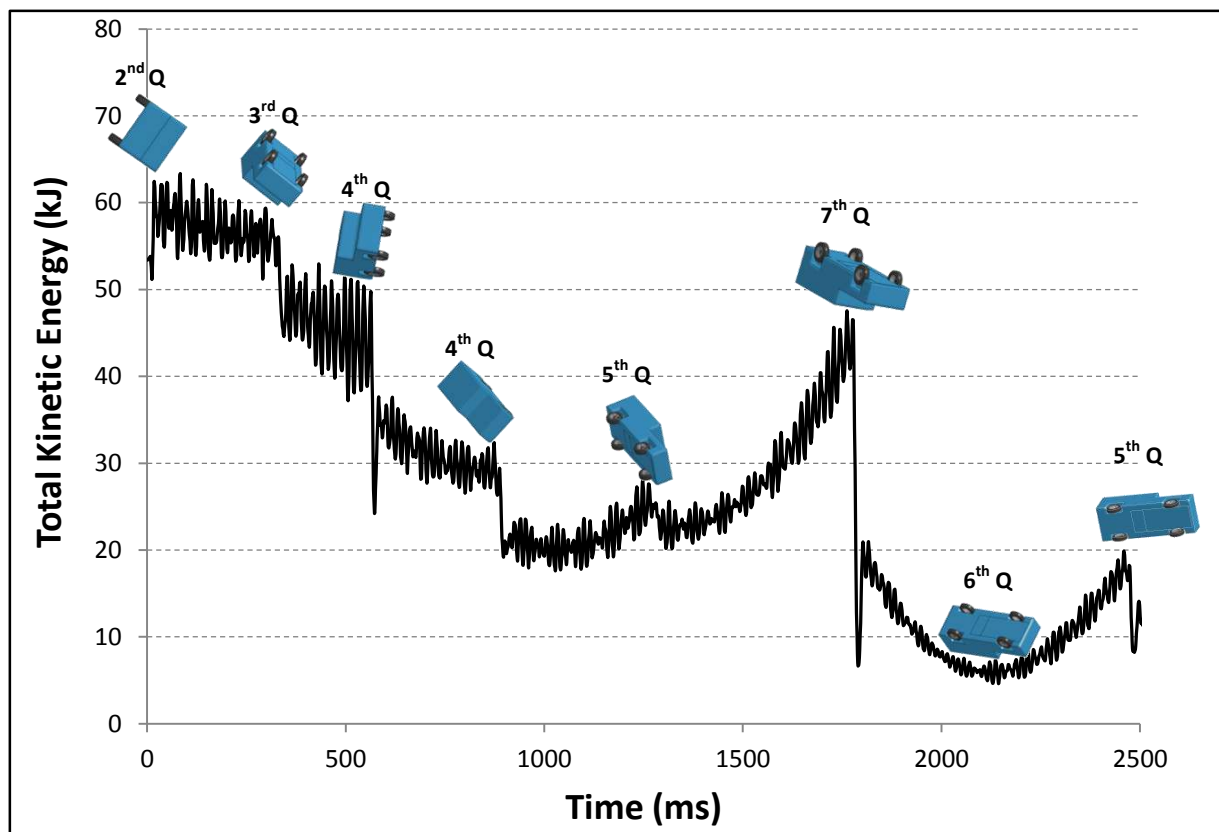 80
70
60
50
40
30
20
10
0
Total Kinetic Energy (kJ)
2nd Q
3rd Q
4th Q
4th Q
5th Q
7th Q
6th Q
5th Q
0 500 1000 1500 2000 2500
Time (ms)